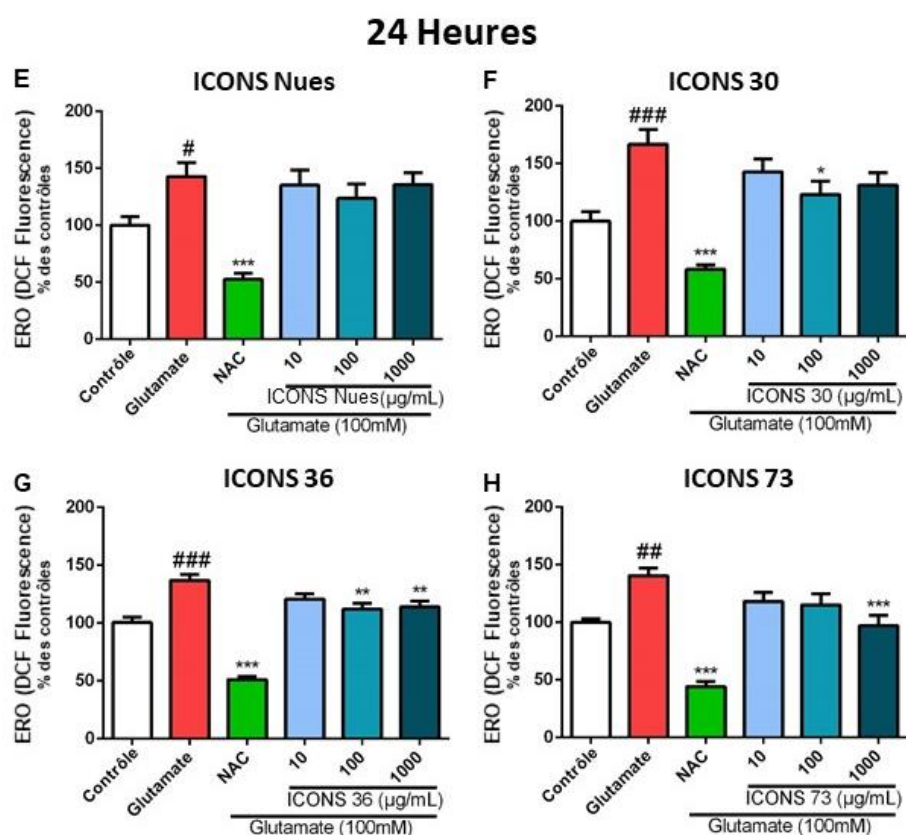 24 Heures
E
ICONS Nues
ERO (DCF Fluorescence)
% des contrôles
200
150
100
50
0
#
***
Contrôle
Glutamate
NAC
10
100
1000
ICONS Nues(µg/mL)
Glutamate (100mM)
F
ICONS 30
ERO (DCF Fluorescence)
% des contrôles
200
150
100
50
0
###
***
*
Contrôle
Glutamate
NAC
10
100
1000
ICONS 30 (µg/mL)
Glutamate (100mM)
G
ICONS 36
ERO (DCF Fluorescence)
% des contrôles
200
150
100
50
0
###
***
**
**
Contrôle
Glutamate
NAC
10
100
1000
ICONS 36 (µg/mL)
Glutamate (100mM)
H
ICONS 73
ERO (DCF Fluorescence)
% des contrôles
200
150
100
50
0
##
***
***
Contrôle
Glutamate
NAC
10
100
1000
ICONS 73 (µg/mL)
Glutamate (100mM)